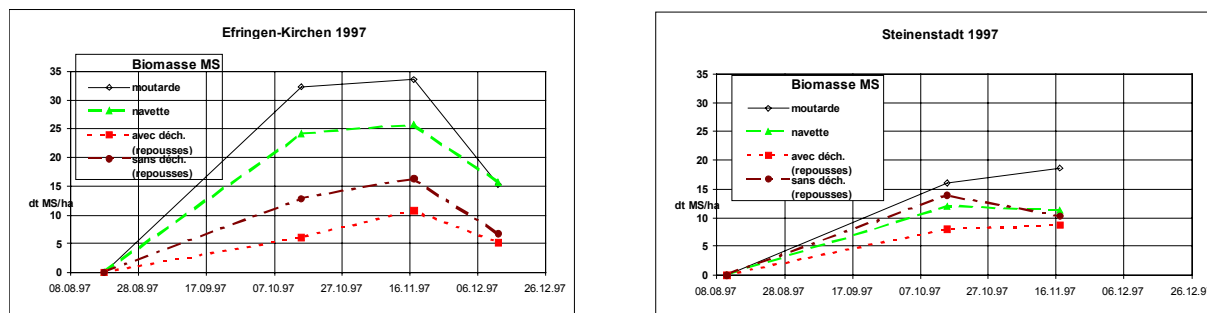 Efringen-Kirchen 1997
Biomasse MS
moutarde
navette
avec déch.
(repousses)
sans déch.
(repousses)
35
30
25
20
15
10
5
0
dt MS/ha
08.08.97 28.08.97 17.09.97 07.10.97 27.10.97 16.11.97 06.12.97 26.12.97
Steinenstadt 1997
Biomasse MS
moutarde
navette
avec déch.
(repousses)
sans déch.
(repousses)
35
30
25
20
15
10
5
0
dt MS/ha
08.08.97 28.08.97 17.09.97 07.10.97 27.10.97 16.11.97 06.12.97 26.12.97